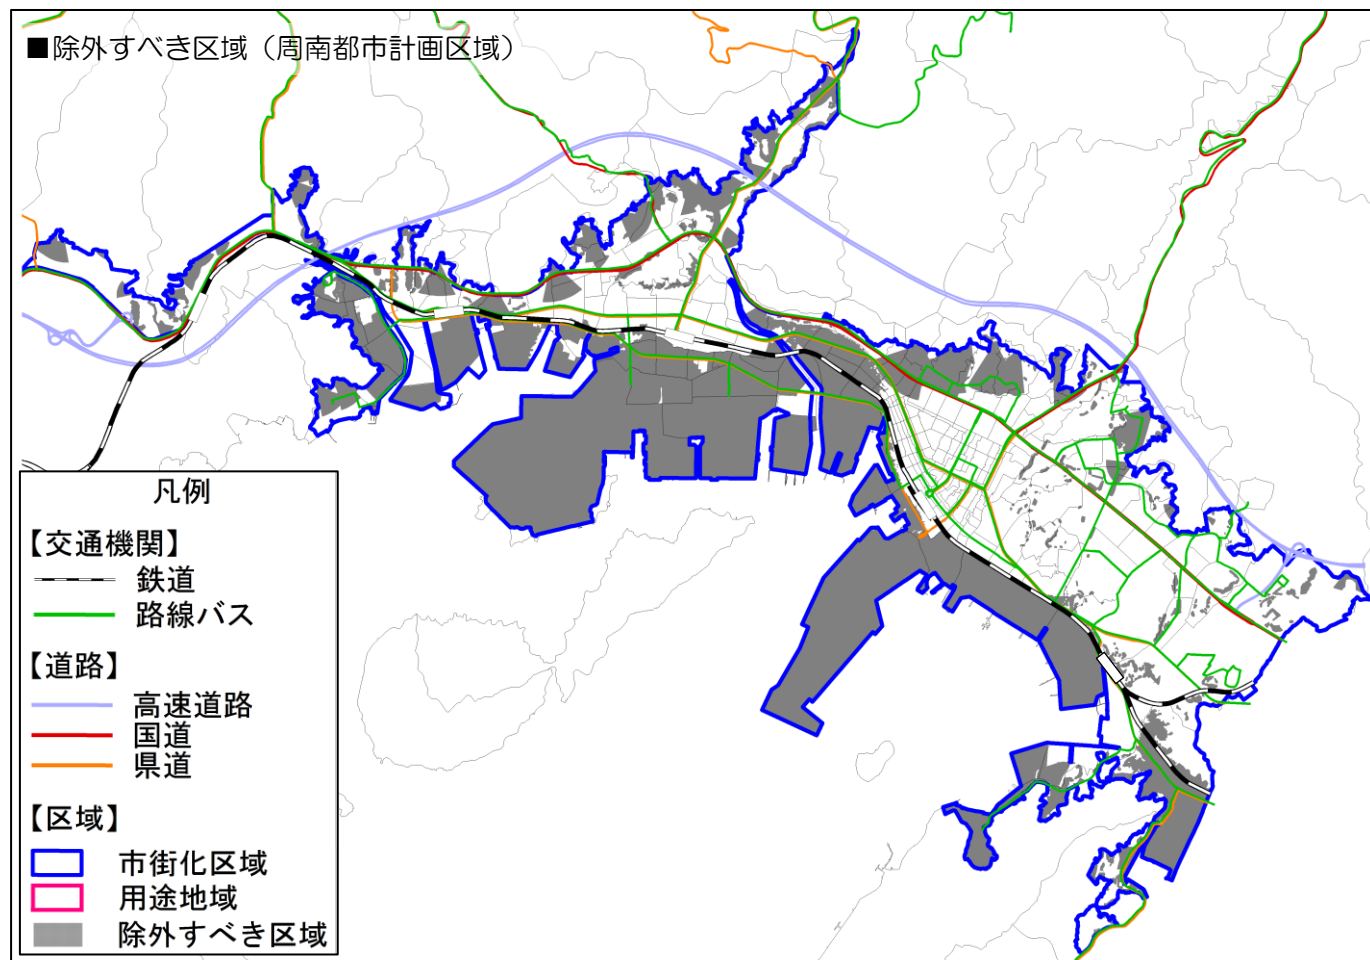 ■除外すべき区域（周南都市計画区域）
凡例
【交通機関】
鉄道
路線バス
【道路】
高速道路
国道
県道
【区域】
市街化区域
用途地域
除外すべき区域